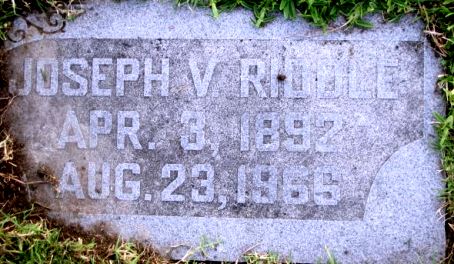 JOSEPH V. RIDDLE
APR. 3, 1892
AUG. 23, 1966